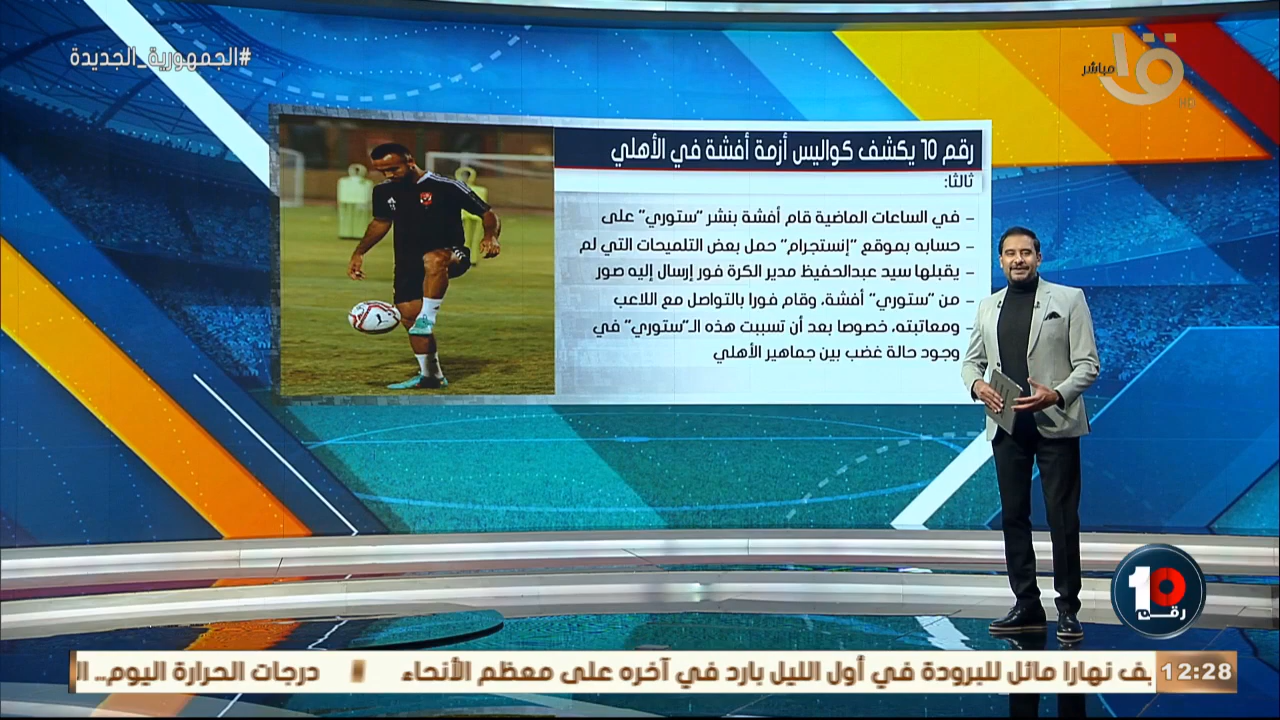 #الجمهورية_الجديدة
مباشر
HD
رقم 10 يكشف كواليس أزمة أفشة في الأهلي
ثالثا:
– في الساعات الماضية قام أفشة بنشر "ستوري" على
– حسابه بموقع "إنستجرام" حمل بعض التلميحات التي لم
– يقبلها سيد عبدالحفيظ مدير الكرة فور إرسال إليه صور
– من "ستوري" أفشة، وقام فورا بالتواصل مع اللاعب
– ومعاتبته، خصوصا بعد أن تسببت هذه الـ"ستوري" في
وجود حالة غضب بين جماهير الأهلي
10
رقم
12:28
نهارا مائل للبرودة في أول الليل بارد في آخره على معظم الأنحاء
درجات الحرارة اليوم..